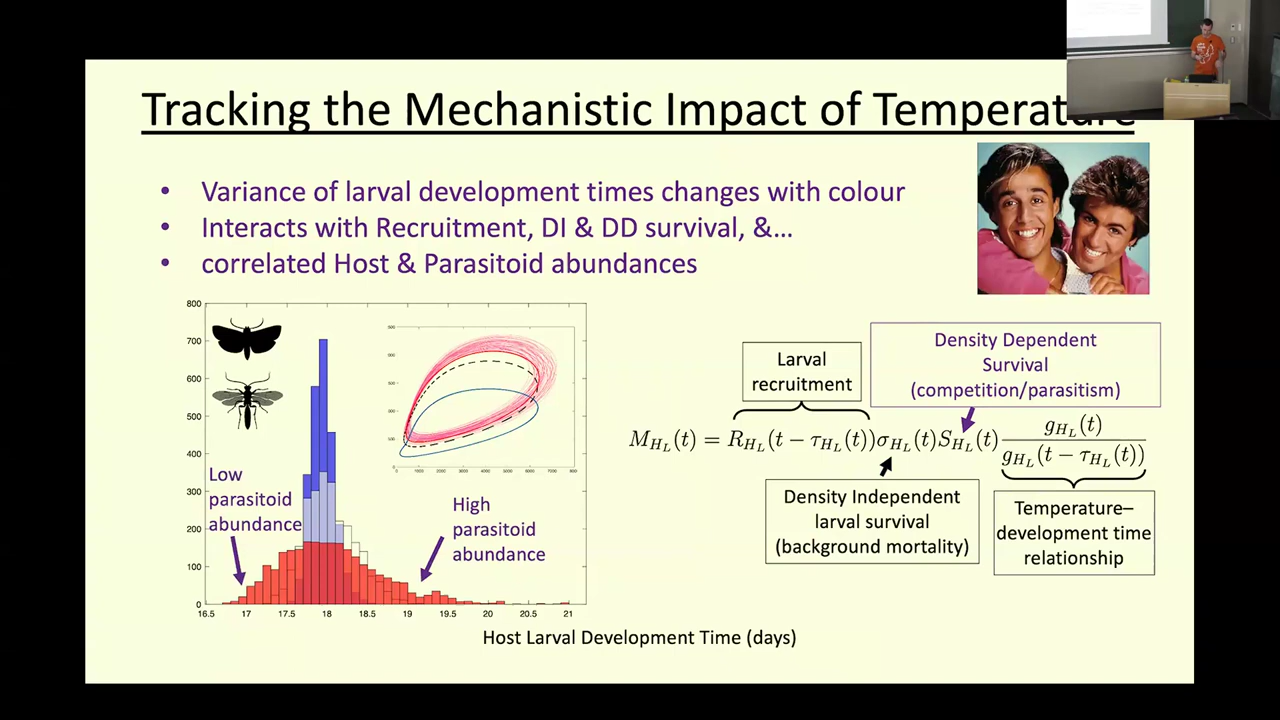 Tracking the Mechanistic Impact of Temperature
• Variance of larval development times changes with colour
• Interacts with Recruitment, DI & DD survival, &…
• correlated Host & Parasitoid abundances
800
700
600
500
400
300
200
100
0
16.5 17 17.5 18 18.5 19 19.5 20 20.5 21
Low
parasitoid
abundance
High
parasitoid
abundance
Host Larval Development Time (days)
Larval
recruitment
Density Dependent
Survival
(competition/parasitism)
M_{H_L}(t) = R_{H_L}(t − τ_{H_L}(t))σ_{H_L}(t)S_{H_L}(t) g_{H_L}(t) / g_{H_L}(t − τ_{H_L}(t))
Density Independent
larval survival
(background mortality)
Temperature–
development time
relationship